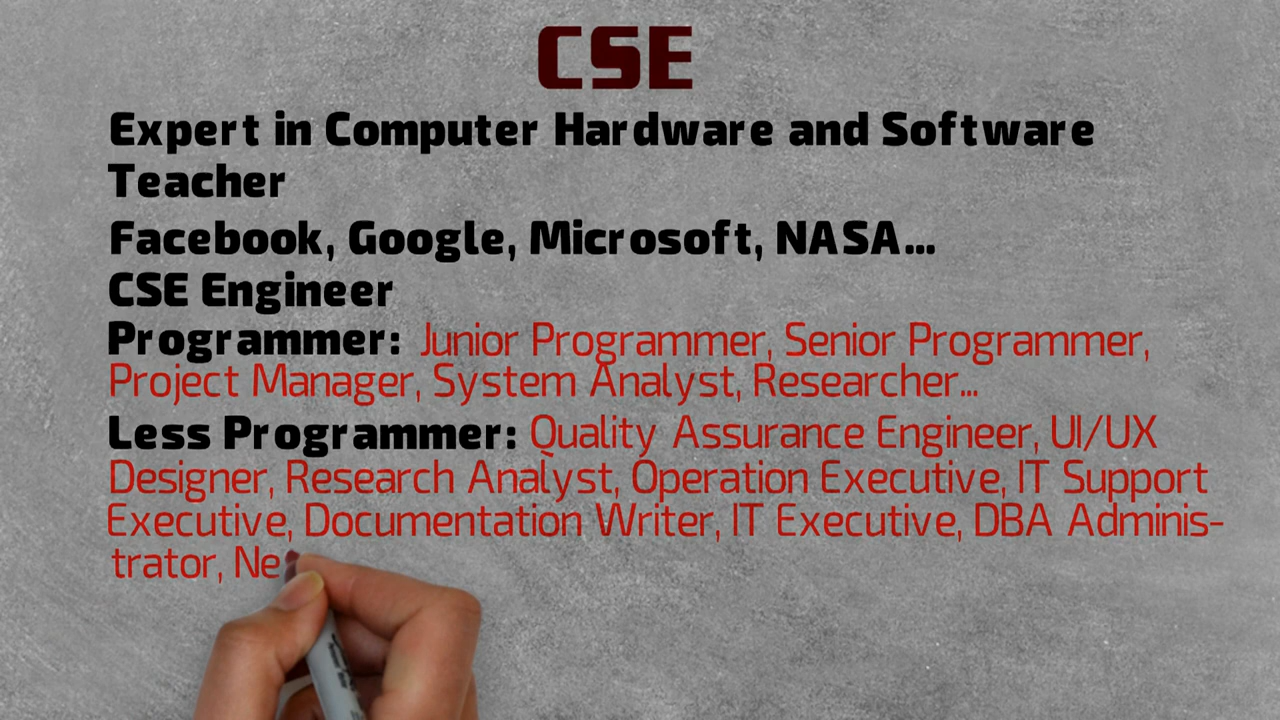 CSE
Expert in Computer Hardware and Software
Teacher
Facebook, Google, Microsoft, NASA...
CSE Engineer
Programmer: Junior Programmer, Senior Programmer,
Project Manager, System Analyst, Researcher...
Less Programmer: Quality Assurance Engineer, UI/UX
Designer, Research Analyst, Operation Executive, IT Support
Executive, Documentation Writer, IT Executive, DBA Adminis-
trator, Ne